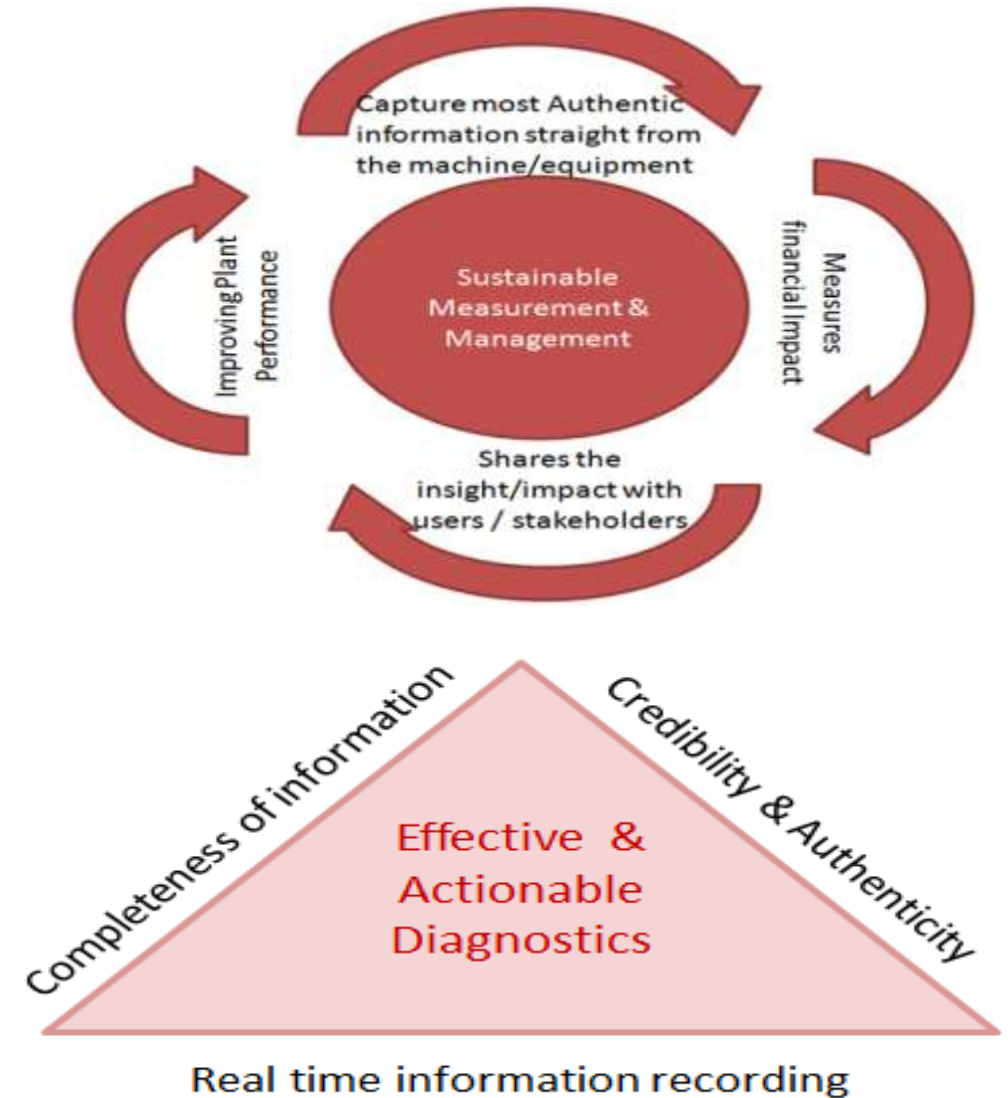 Capture most Authentic
information straight from
the machine/equipment
Measures
financial Impact
Sustainable
Measurement &
Management
Improving Plant
Performance
Shares the
insight/impact with
users / stakeholders
Completeness of information
Credibility & Authenticity
Effective &
Actionable
Diagnostics
Real time information recording